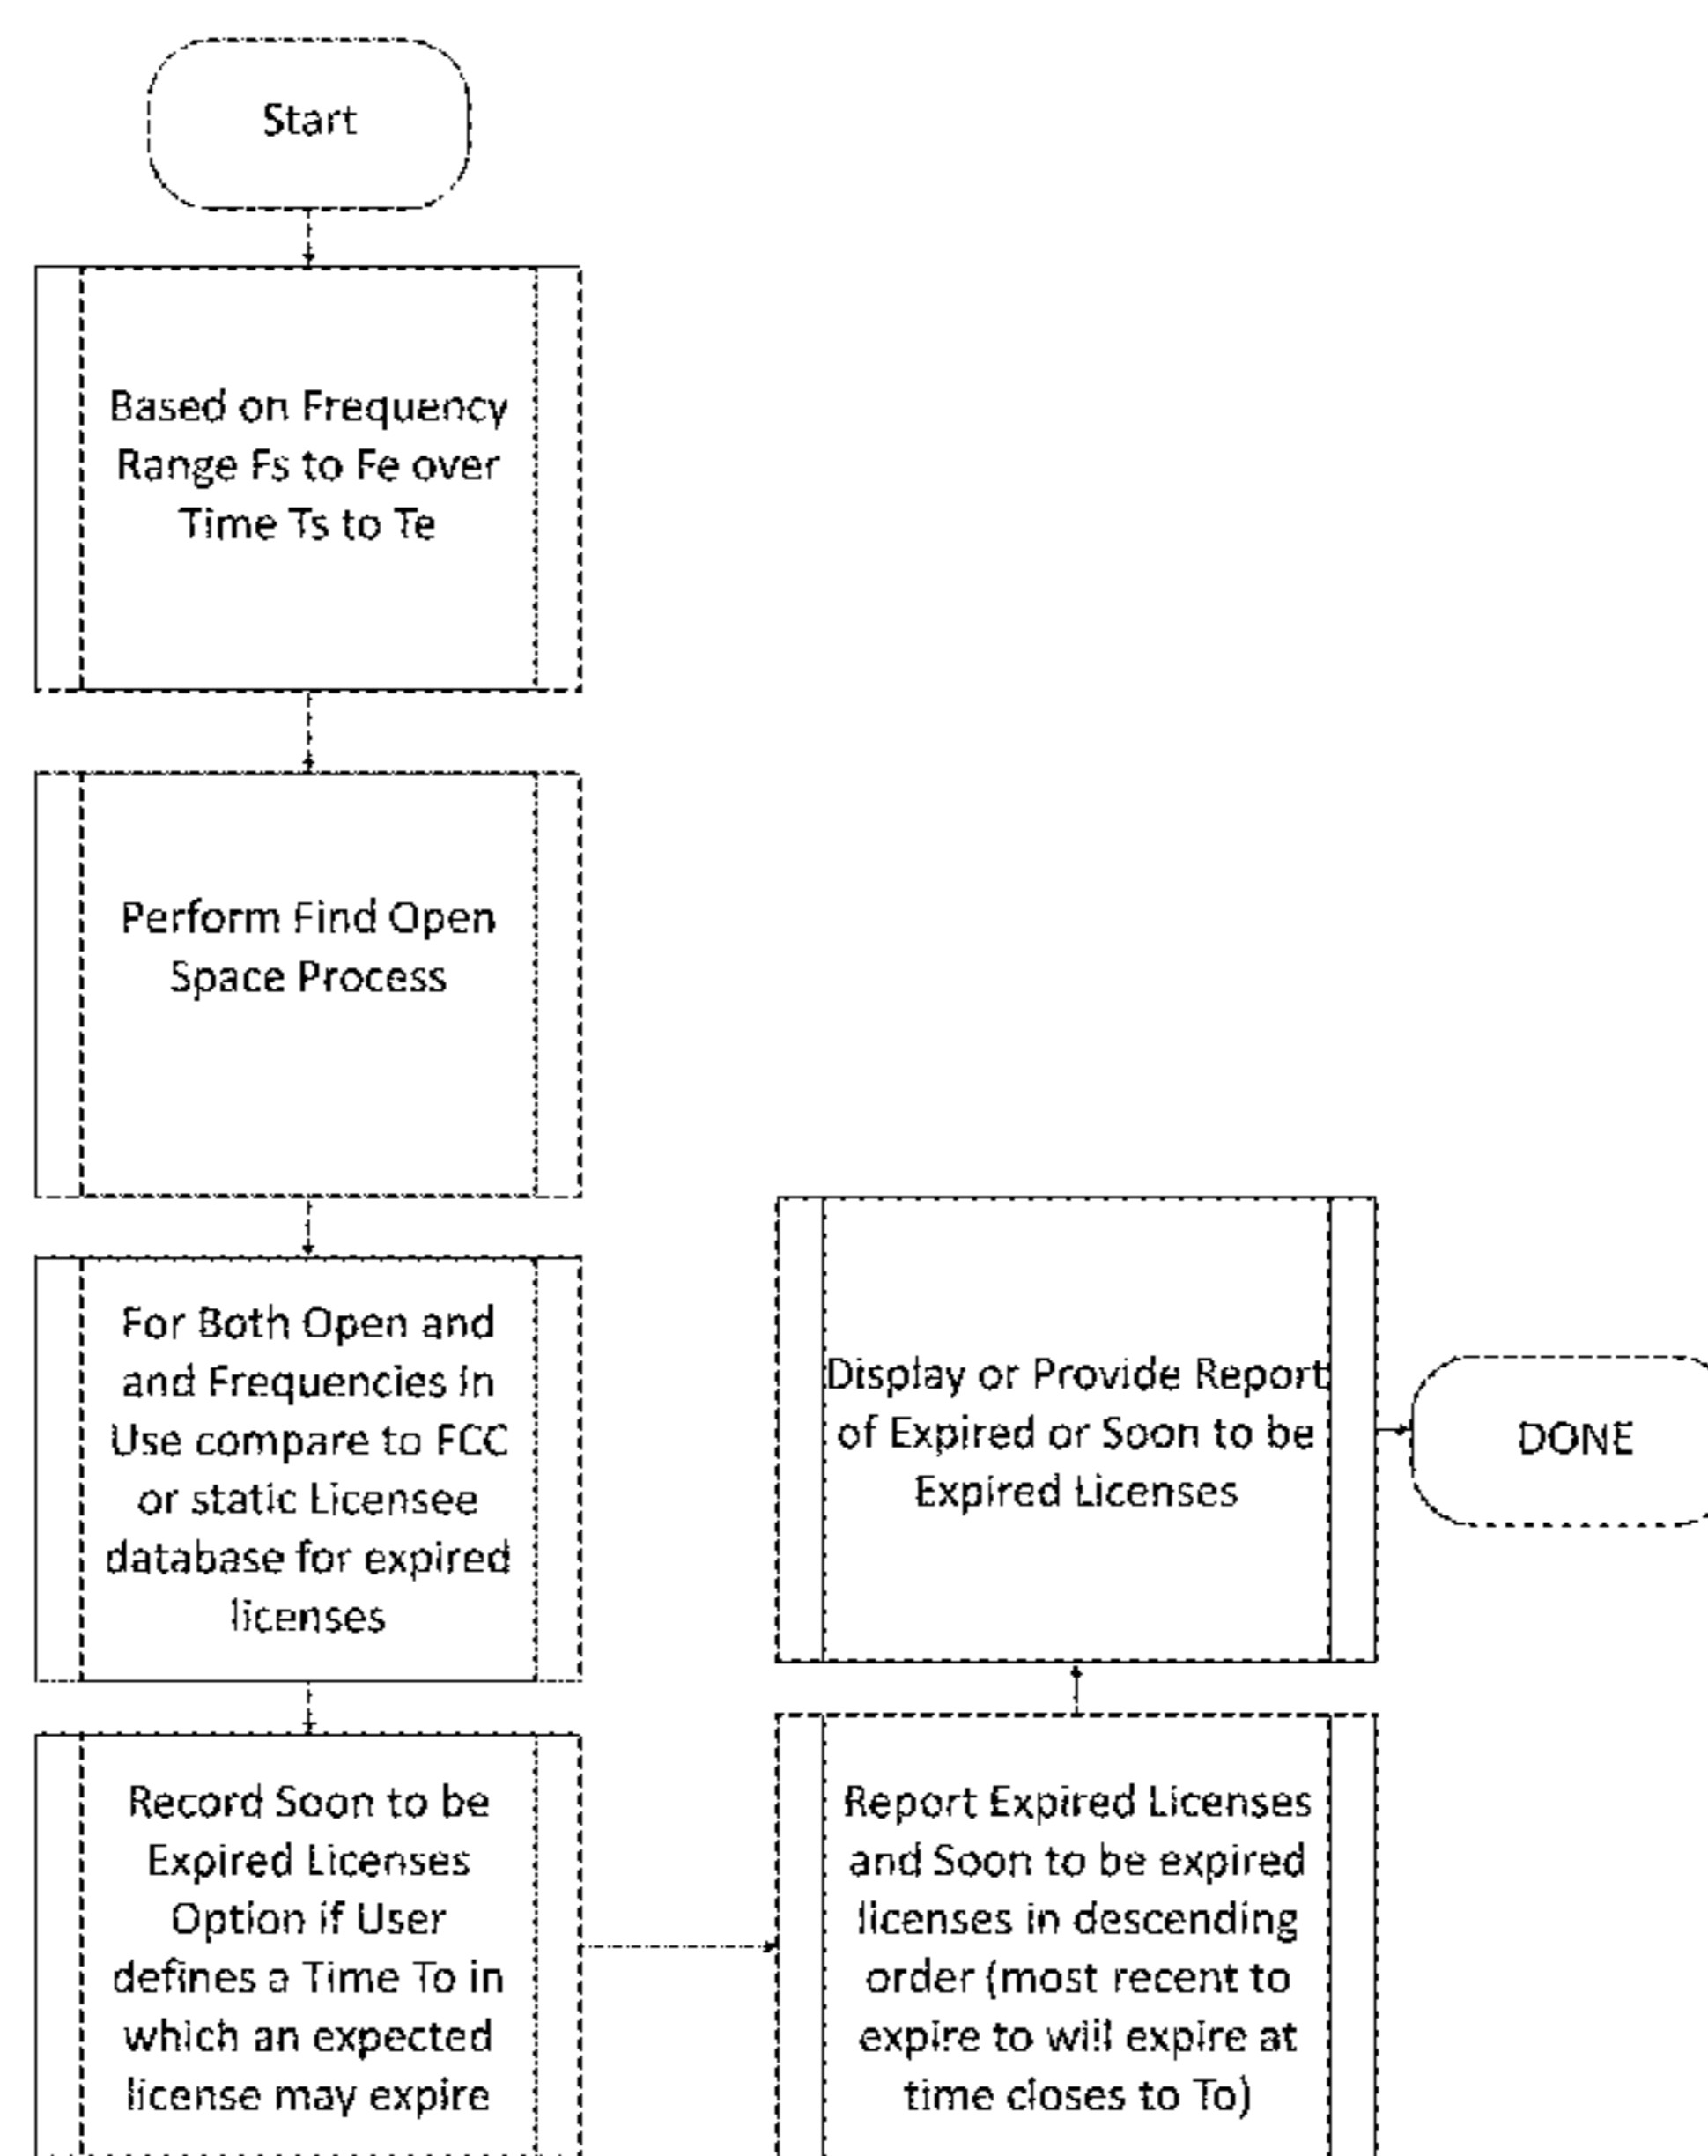 Start
Based on Frequency
Range Fs to Fe over
Time Ts to Te
Perform Find Open
Space Process
For Both Open and
and Frequencies In
Use compare to FCC
or static Licensee
database for expired
licenses
Record Soon to be
Expired Licenses
Option if User
defines a Time To in
which an expected
license may expire
Report Expired Licenses
and Soon to be expired
licenses in descending
order (most recent to
expire to will expire at
time closes to To)
Display or Provide Report
of Expired or Soon to be
Expired Licenses
DONE